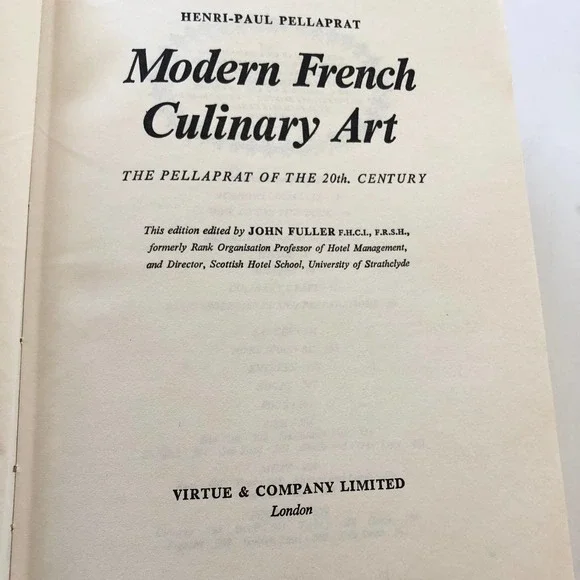 HENRI-PAUL PELLAPRAT
Modern French
Culinary Art
THE PELLAPRAT OF THE 20th. CENTURY
This edition edited by JOHN FULLER F.H.C.I., F.R.S.H.,
formerly Rank Organisation Professor of Hotel Management,
and Director, Scottish Hotel School, University of Strathclyde
VIRTUE & COMPANY LIMITED
London